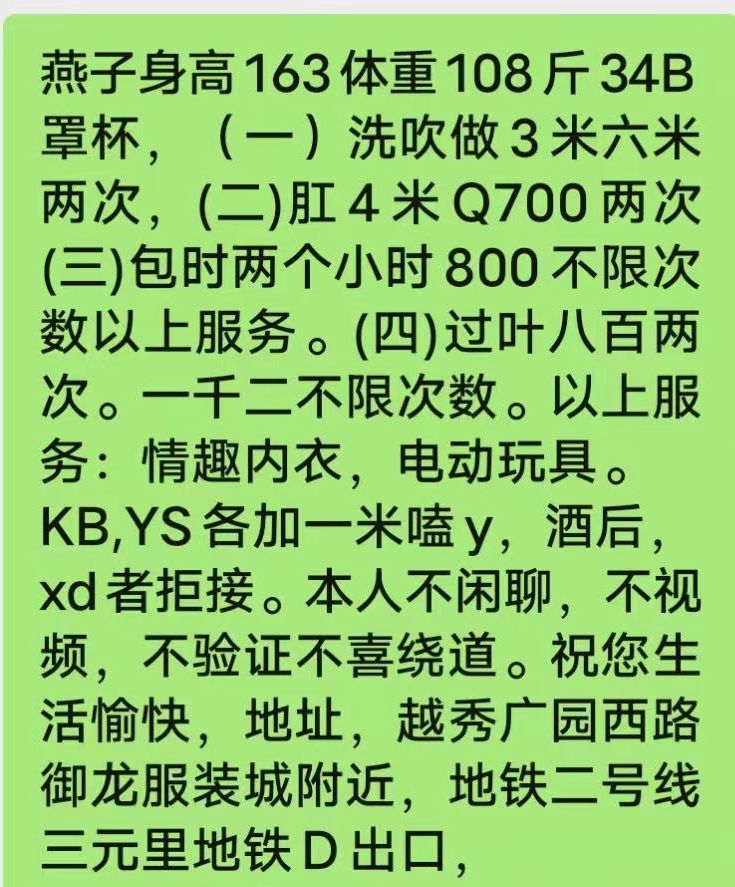 燕子身高163体重108斤34B
罩杯，（一）洗吹做3米六米
两次，(二)肛4米Q700两次
(三)包时两个小时800不限次
数以上服务。(四)过叶八百两
次。一千二不限次数。以上服
务：情趣内衣，电动玩具。
KB,YS各加一米嗑y，酒后，
xd者拒接。本人不闲聊，不视
频，不验证不喜绕道。祝您生
活愉快，地址，越秀广园西路
御龙服装城附近，地铁二号线
三元里地铁D出口，